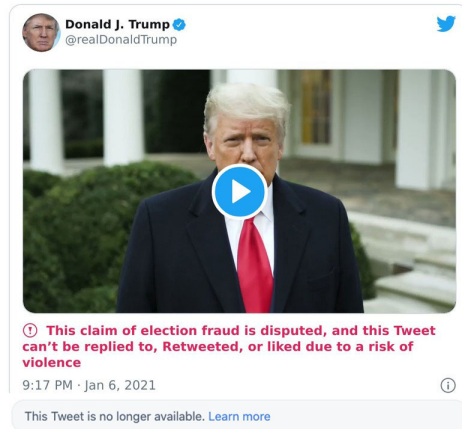 Donald J. Trump
@realDonaldTrump
This claim of election fraud is disputed, and this Tweet
can't be replied to, Retweeted, or liked due to a risk of
violence
9:17 PM · Jan 6, 2021
This Tweet is no longer available. Learn more